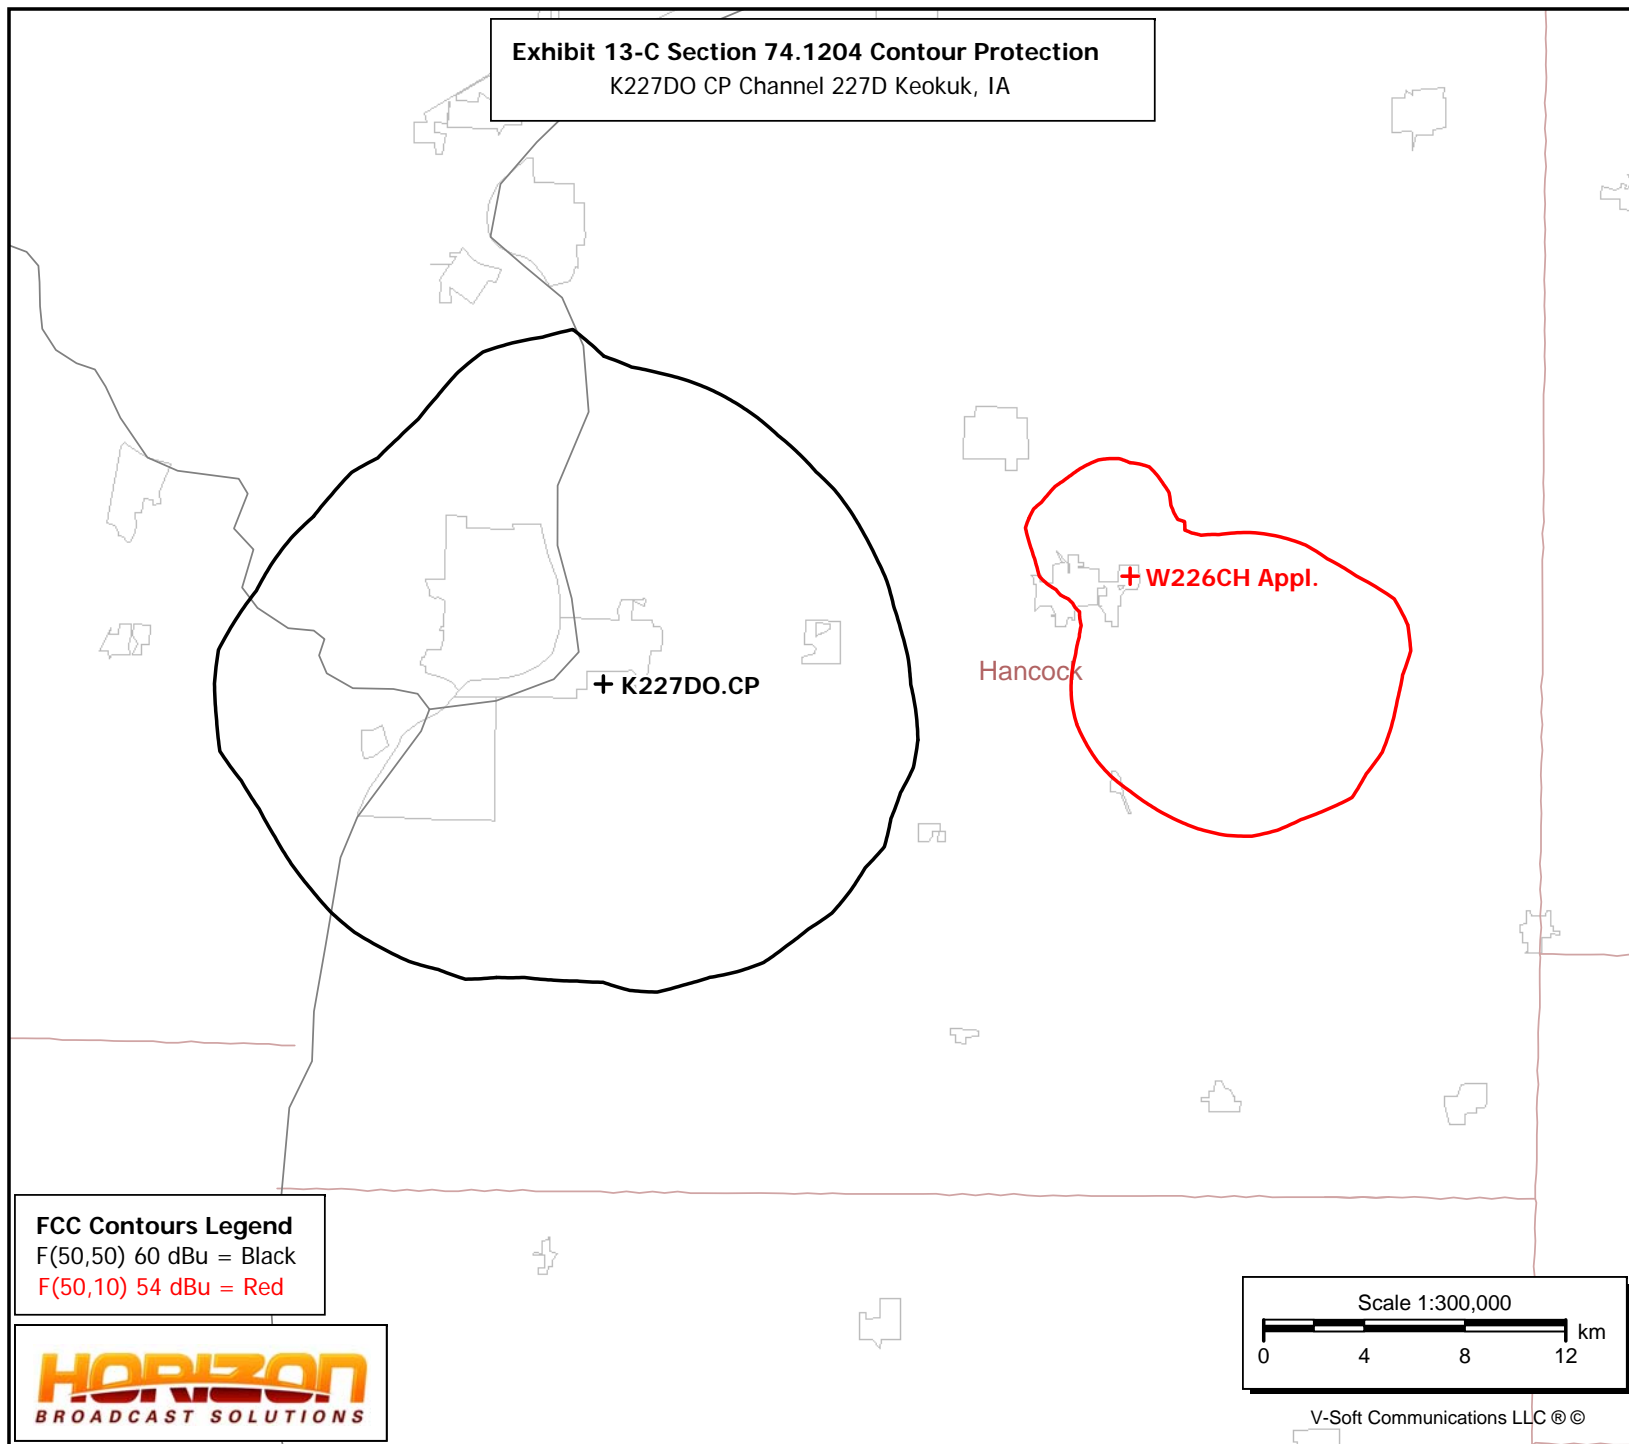 Exhibit 13-C Section 74.1204 Contour Protection
K227DO CP Channel 227D Keokuk, IA
W226CH Appl.
Hancock
K227DO.CP
FCC Contours Legend
F(50,50) 60 dBu = Black
F(50,10) 54 dBu = Red
HORIZON
BROADCAST SOLUTIONS
Scale 1:300,000
km
0 4 8 12
V-Soft Communications LLC ® ©